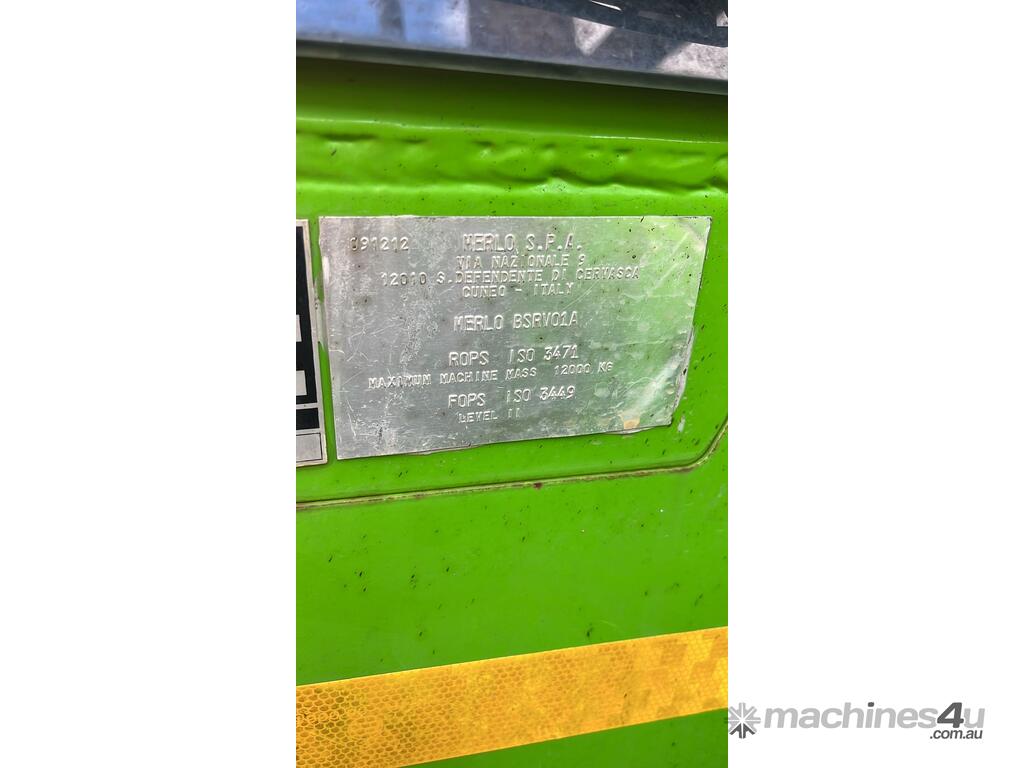 091212 MERLO S.P.A.
VIA NAZIONALE 9
12010 S.DEFENDENTE DI CERVASCA
CUNEO - ITALY
MERLO BSRV01A
ROPS ISO 3471
MAXIMUM MACHINE MASS 12000 KG
FOPS ISO 3449
LEVEL II
machines4u
.com.au